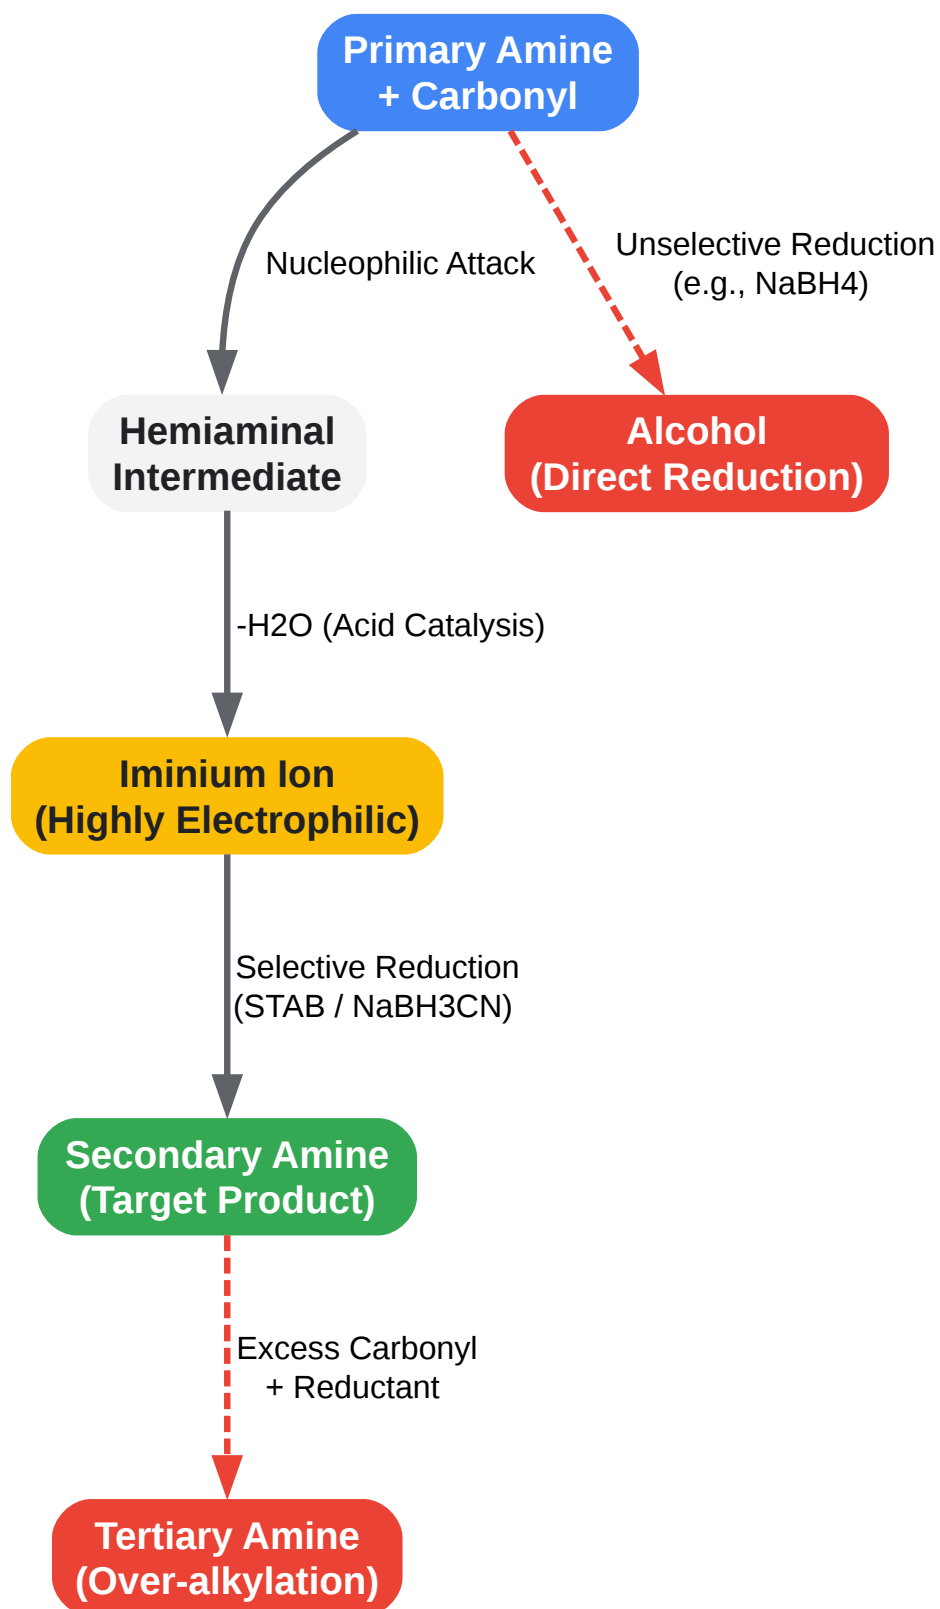 Primary Amine
+ Carbonyl
Nucleophilic Attack
Unselective Reduction
(e.g., NaBH4)
Hemiaminal
Intermediate
Alcohol
(Direct Reduction)
-H2O (Acid Catalysis)
Iminium Ion
(Highly Electrophilic)
Selective Reduction
(STAB / NaBH3CN)
Secondary Amine
(Target Product)
Excess Carbonyl
+ Reductant
Tertiary Amine
(Over-alkylation)